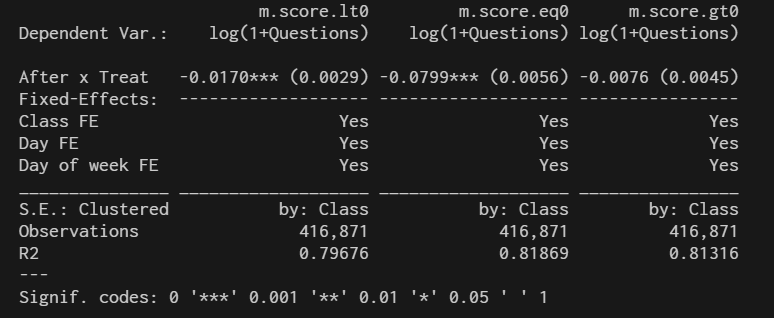 m.score.lt0 m.score.eq0 m.score.gt0
Dependent Var.: log(1+Questions) log(1+Questions) log(1+Questions)
After x Treat -0.0170*** (0.0029) -0.0799*** (0.0056) -0.0076 (0.0045)
Fixed-Effects: ------------------- ------------------- ----------------
Class FE Yes Yes Yes
Day FE Yes Yes Yes
Day of week FE Yes Yes Yes
_______________ ___________________ ___________________ ________________
S.E.: Clustered by: Class by: Class by: Class
Observations 416,871 416,871 416,871
R2 0.79676 0.81869 0.81316
---
Signif. codes: 0 '***' 0.001 '**' 0.01 '*' 0.05 ' ' 1